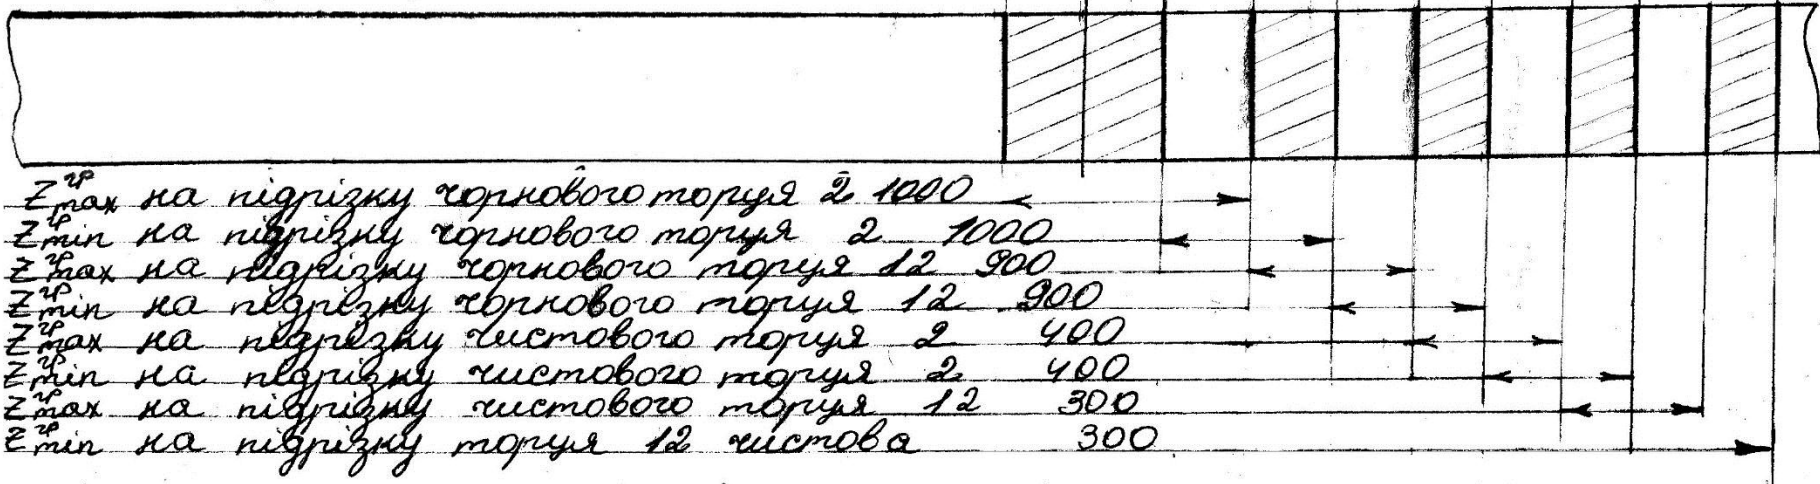 Z гр max на підрізку чорнового торця 2 1000
Z гр min на підрізку чорнового торця 2 1000
Z гр max на підрізку чорнового торця 12 900
Z гр min на підрізку чорнового торця 12 900
Z гр max на підрізку чистового торця 2 400
Z гр min на підрізку чистового торця 2 400
Z гр max на підрізку чистового торця 12 300
Z гр min на підрізку торця 12 чистова 300